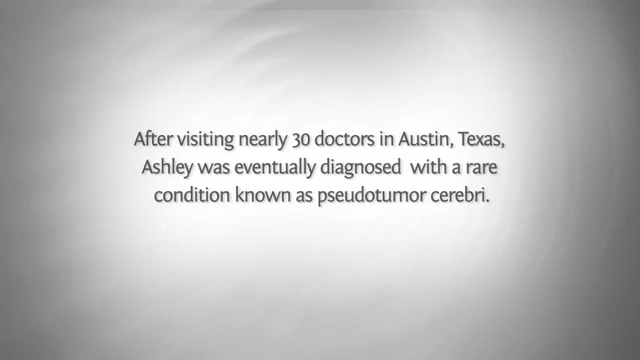 After visiting nearly 30 doctors in Austin, Texas,
Ashley was eventually diagnosed with a rare
condition known as pseudotumor cerebri.